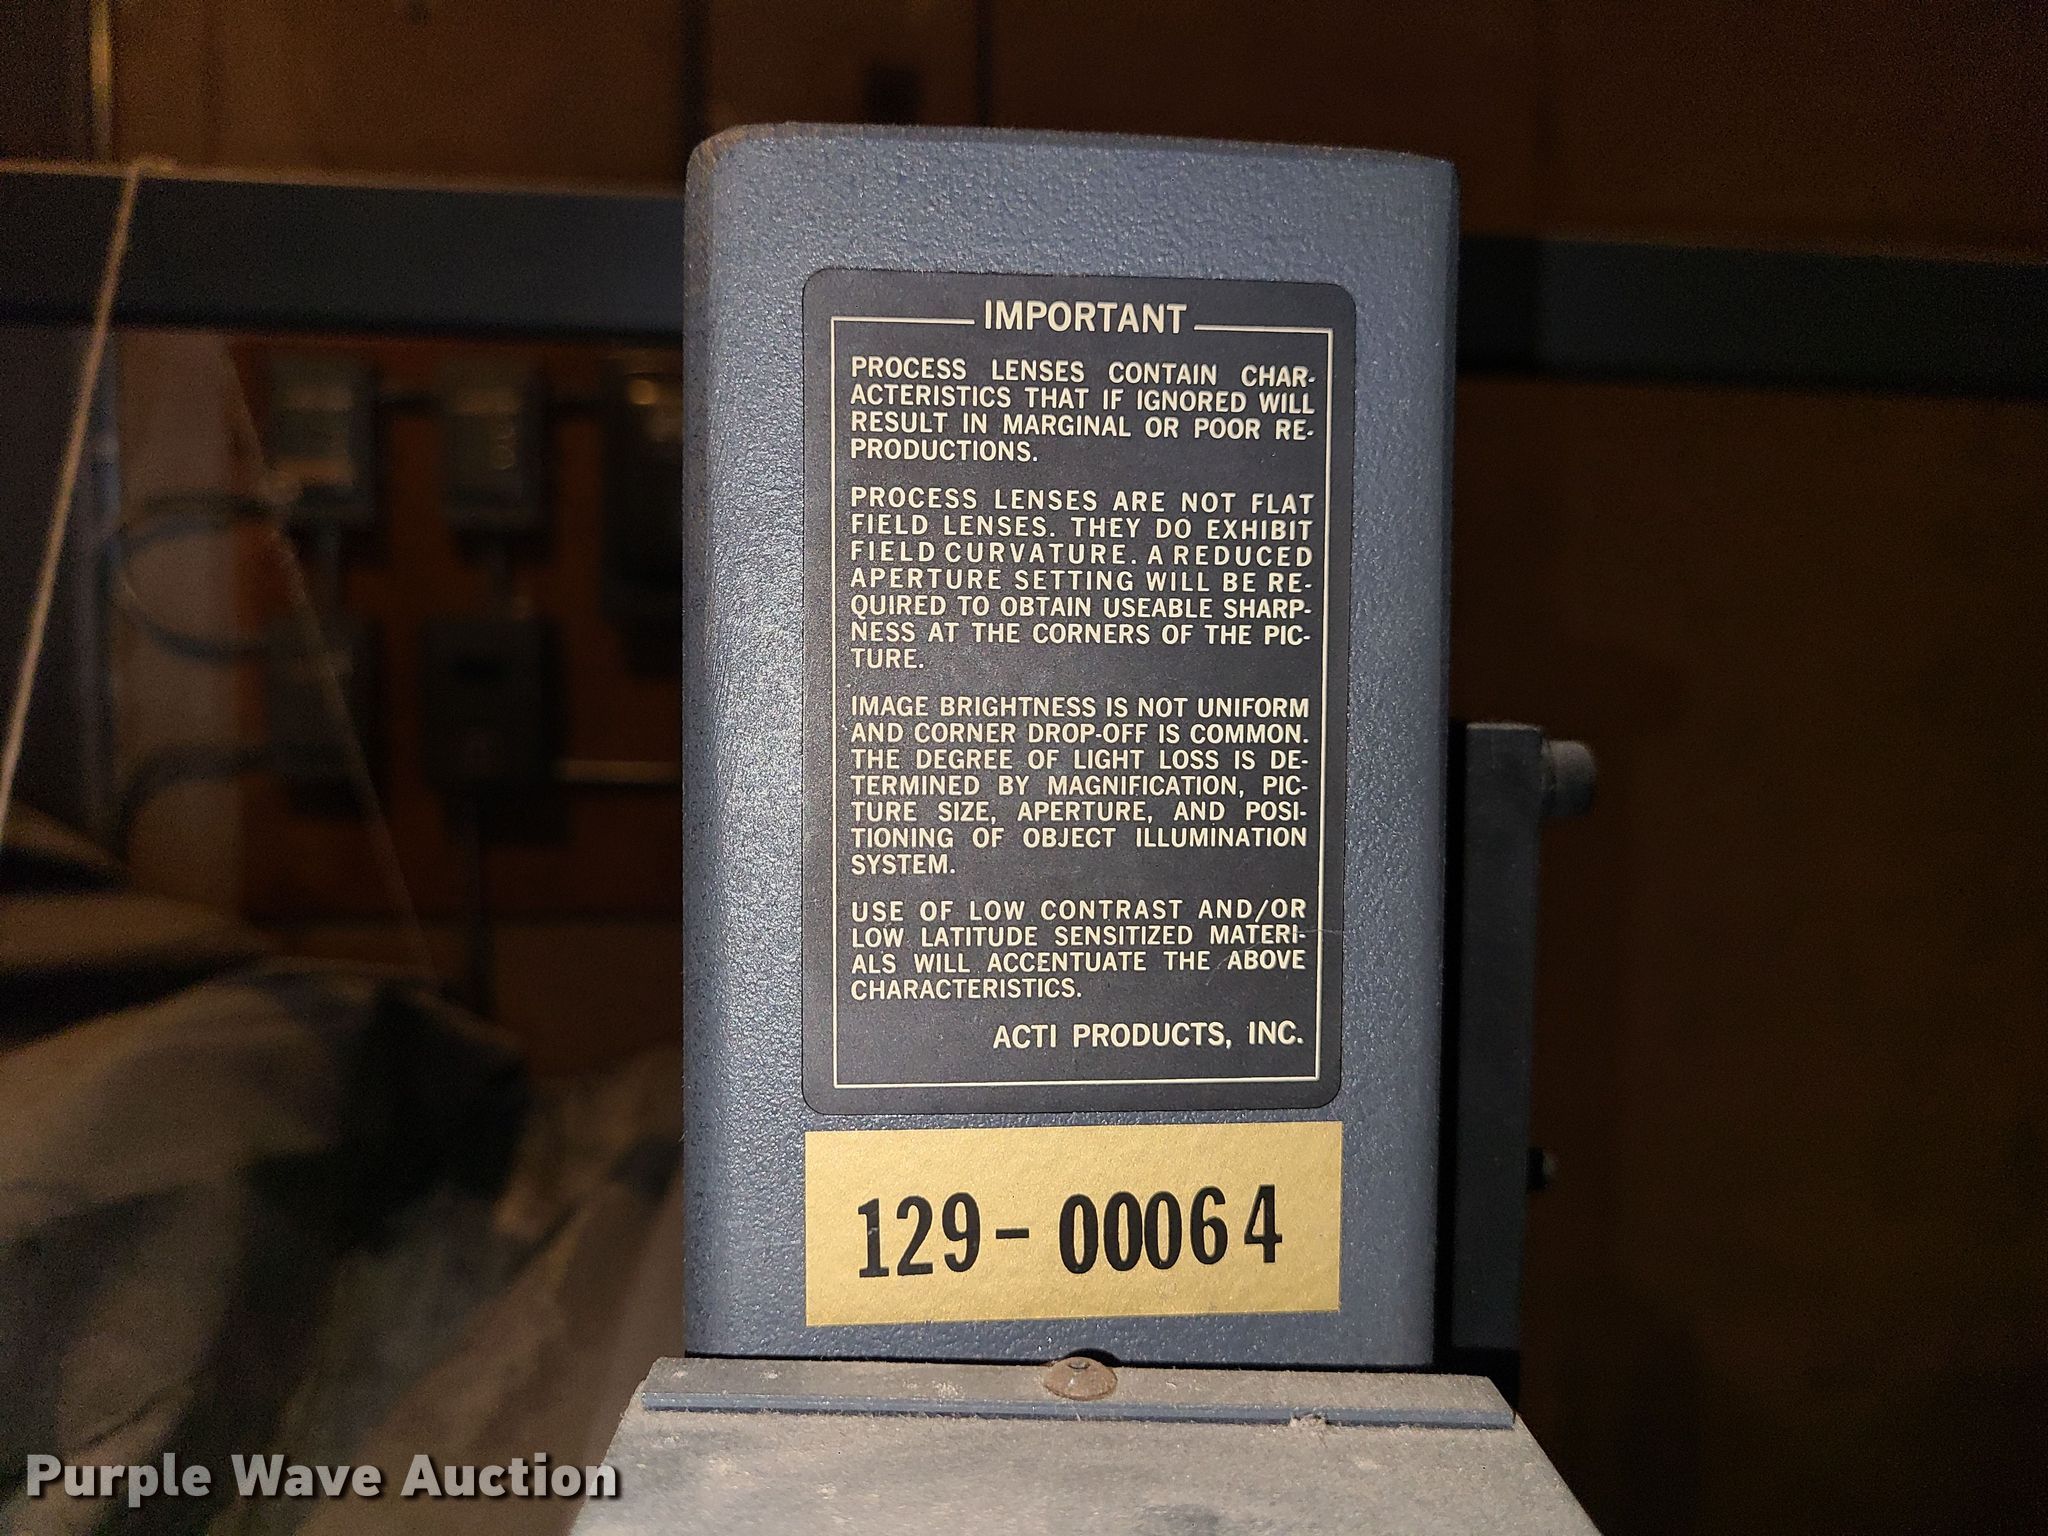 IMPORTANT
PROCESS LENSES CONTAIN CHAR-
ACTERISTICS THAT IF IGNORED WILL
RESULT IN MARGINAL OR POOR RE-
PRODUCTIONS.
PROCESS LENSES ARE NOT FLAT
FIELD LENSES. THEY DO EXHIBIT
FIELD CURVATURE. A REDUCED
APERTURE SETTING WILL BE RE-
QUIRED TO OBTAIN USEABLE SHARP-
NESS AT THE CORNERS OF THE PIC-
TURE.
IMAGE BRIGHTNESS IS NOT UNIFORM
AND CORNER DROP-OFF IS COMMON.
THE DEGREE OF LIGHT LOSS IS DE-
TERMINED BY MAGNIFICATION, PIC-
TURE SIZE, APERTURE, AND POSI-
TIONING OF OBJECT ILLUMINATION
SYSTEM.
USE OF LOW CONTRAST AND/OR
LOW LATITUDE SENSITIZED MATERI-
ALS WILL ACCENTUATE THE ABOVE
CHARACTERISTICS.
ACTI PRODUCTS, INC.
129-00064
Purple Wave Auction